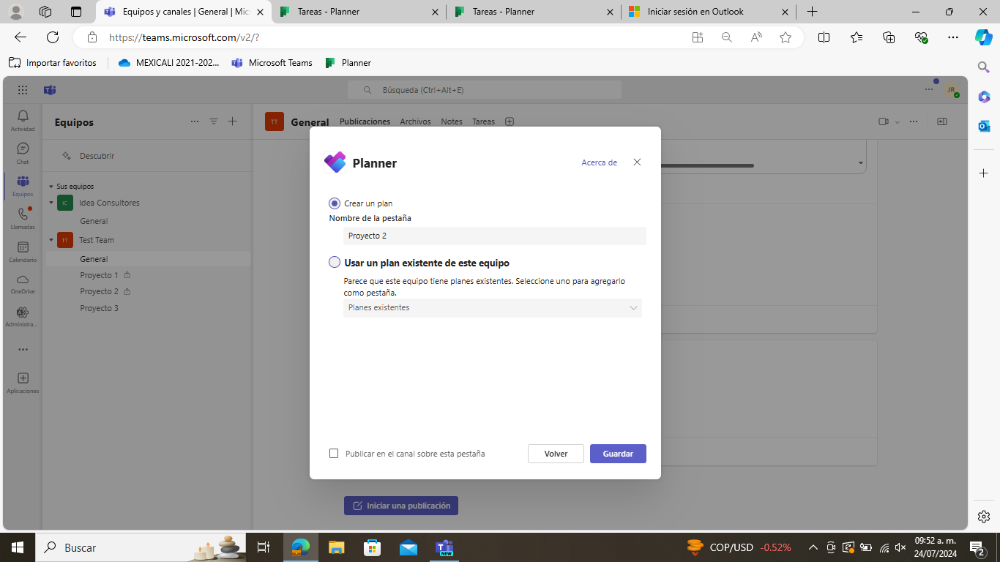 Equipos y canales | General | Mic
Tareas - Planner
Tareas - Planner
Iniciar sesión en Outlook
https://teams.microsoft.com/v2/?
Importar favoritos
MEXICALI 2021-202...
Microsoft Teams
Planner
Búsqueda (Ctrl+Alt+E)
JR
Actividad
Chat
Equipos
Llamadas
Calendario
OneDrive
Administra...
Aplicaciones
Equipos
Descubrir
Sus equipos
IC Idea Consultores
General
TT Test Team
General
Proyecto 1
Proyecto 2
Proyecto 3
TT General Publicaciones Archivos Notes Tareas
Planner
Acerca de
Crear un plan
Nombre de la pestaña
Proyecto 2
Usar un plan existente de este equipo
Parece que este equipo tiene planes existentes. Seleccione uno para agregarlo
como pestaña.
Planes existentes
Publicar en el canal sobre esta pestaña
Volver
Guardar
Iniciar una publicación
Buscar
NEW
COP/USD -0.52%
09:52 a. m.
24/07/2024
2